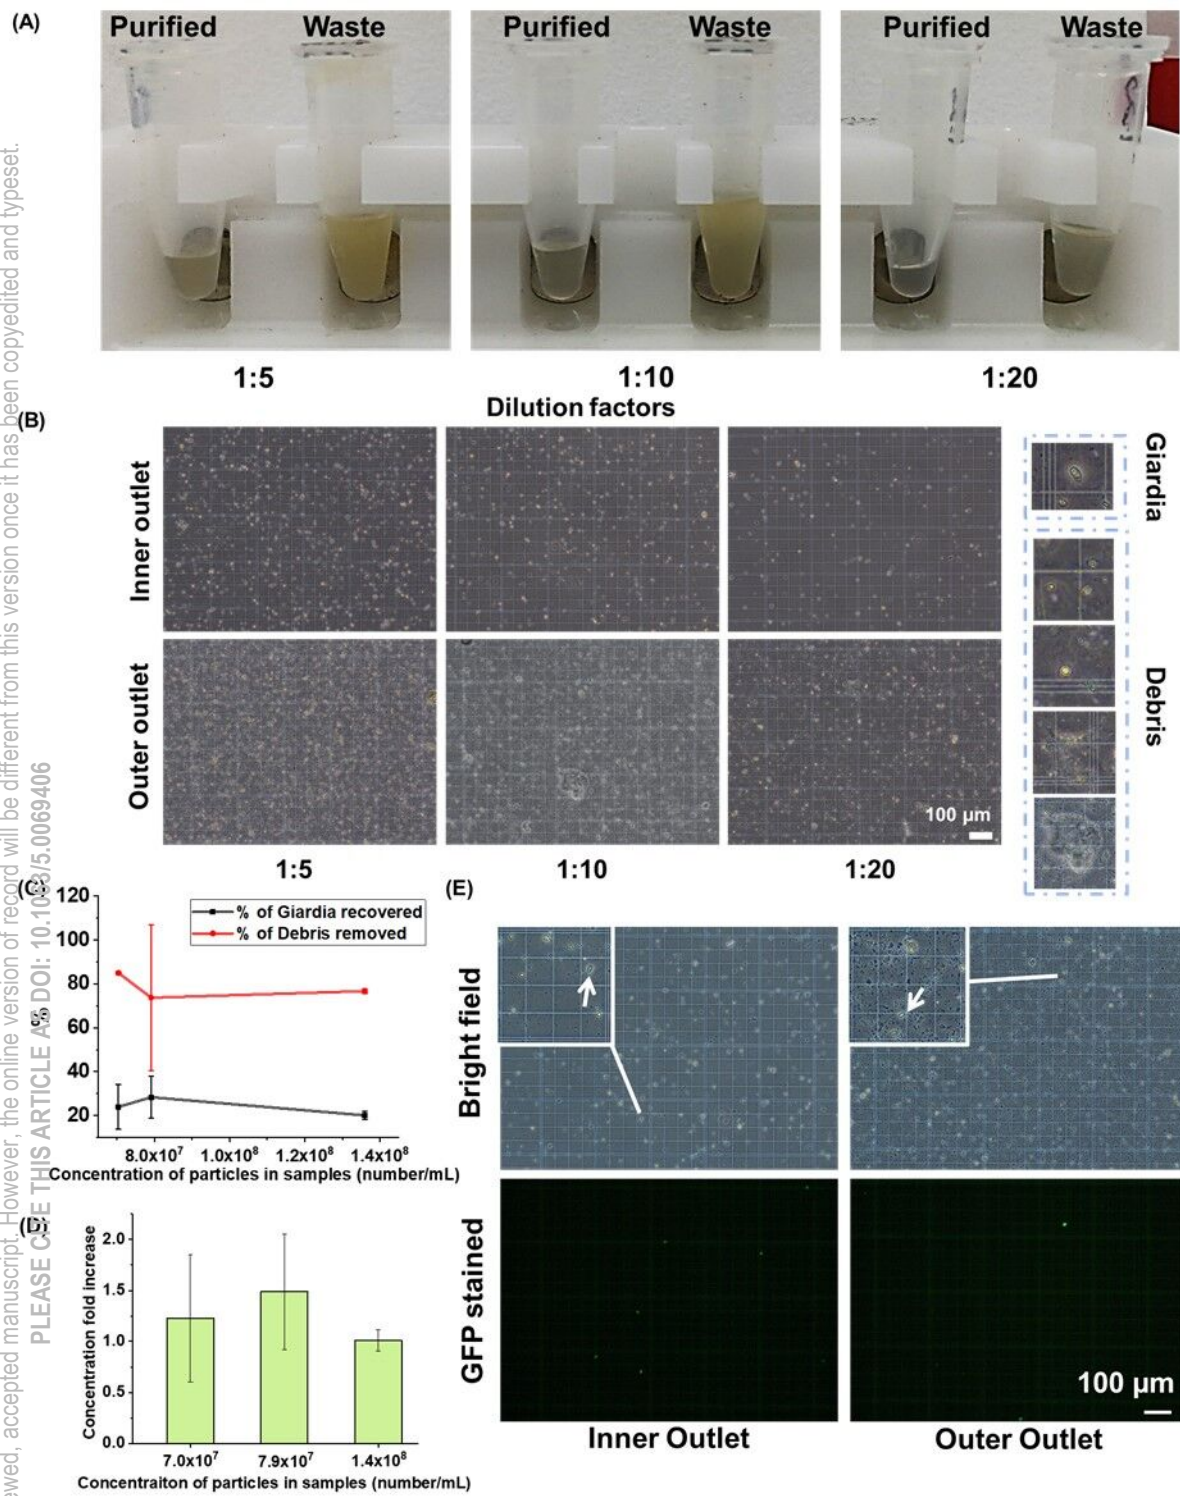 (A)
Purified Waste Purified Waste Purified Waste
1:5 1:10 1:20
Dilution factors
(B)
Inner outlet
Outer outlet
Giardia
Debris
100 µm
1:5 1:10 1:20
120
100
80
60
40
20
%
% of Giardia recovered
% of Debris removed
8.0x10⁷ 1.0x10⁸ 1.2x10⁸ 1.4x10⁸
Concentration of particles in samples (number/mL)
(D)
Concentration fold increase
2.0
1.5
1.0
0.5
0.0
7.0x10⁷ 7.9x10⁷ 1.4x10⁸
Concentraiton of particles in samples (number/mL)
(E)
Bright field
GFP stained
100 µm
Inner Outlet Outer Outlet
ewed, accepted manuscript. However, the online version of record will be different from this version once it has been copyedited and typeset.
PLEASE CITE THIS ARTICLE AS DOI: 10.1063/5.0069406